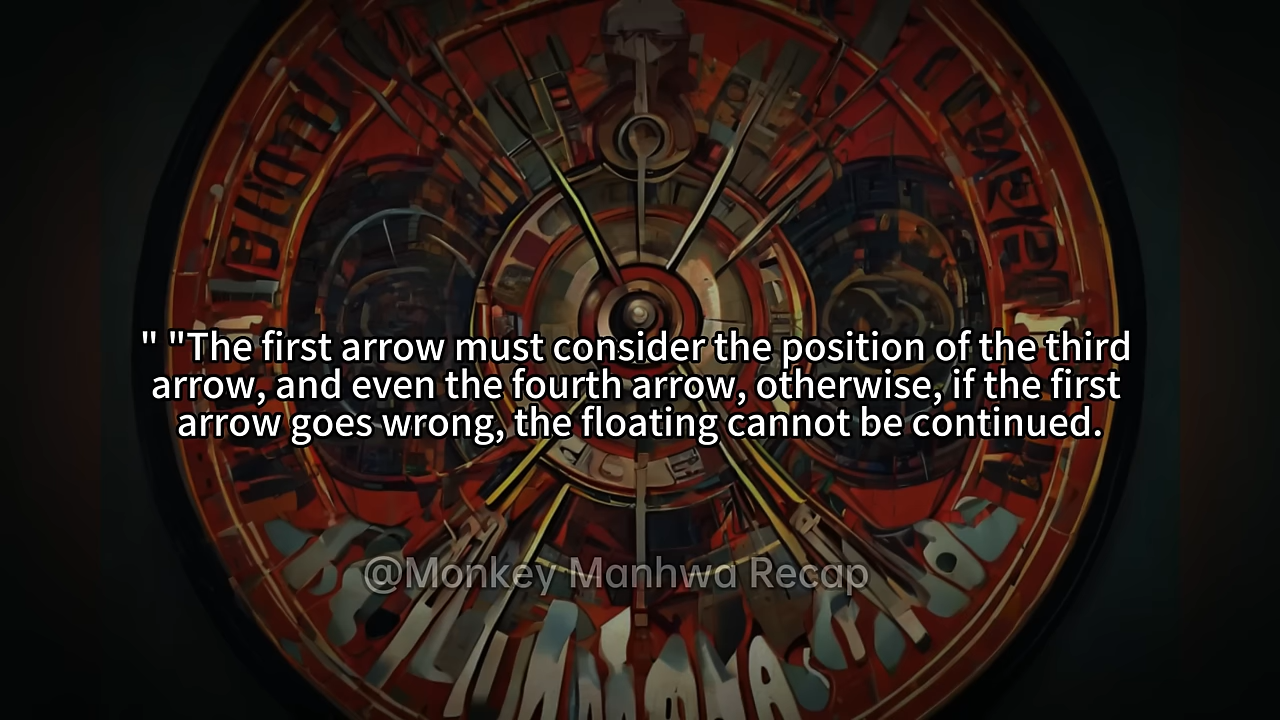 " "The first arrow must consider the position of the third
arrow, and even the fourth arrow, otherwise, if the first
arrow goes wrong, the floating cannot be continued.
@Monkey Manhwa Recap